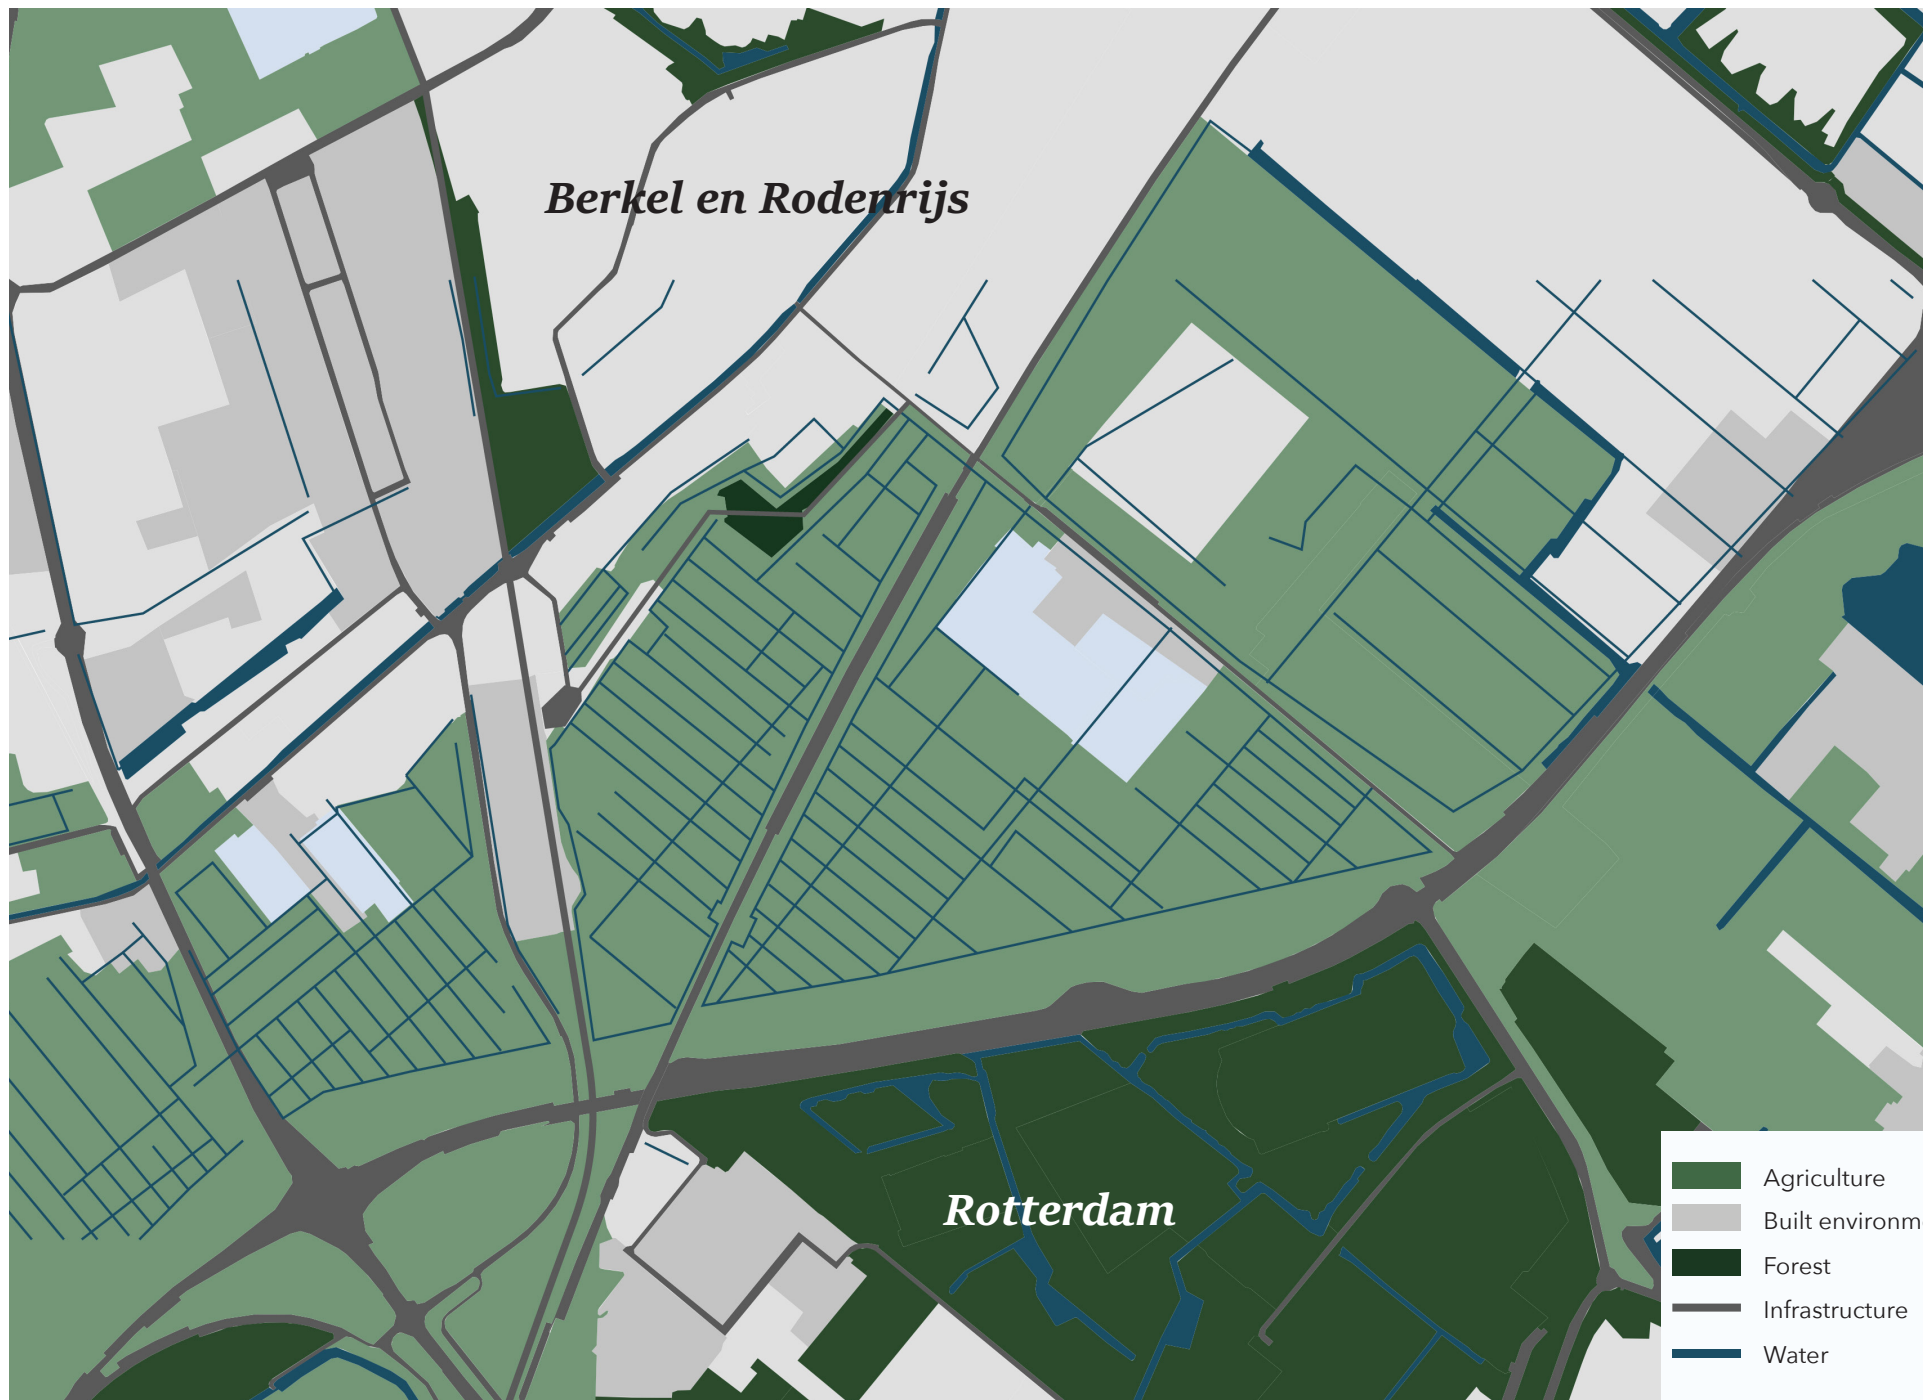 Berkel en Rodenrijs
Rotterdam
Agriculture
Built environm
Forest
Infrastructure
Water